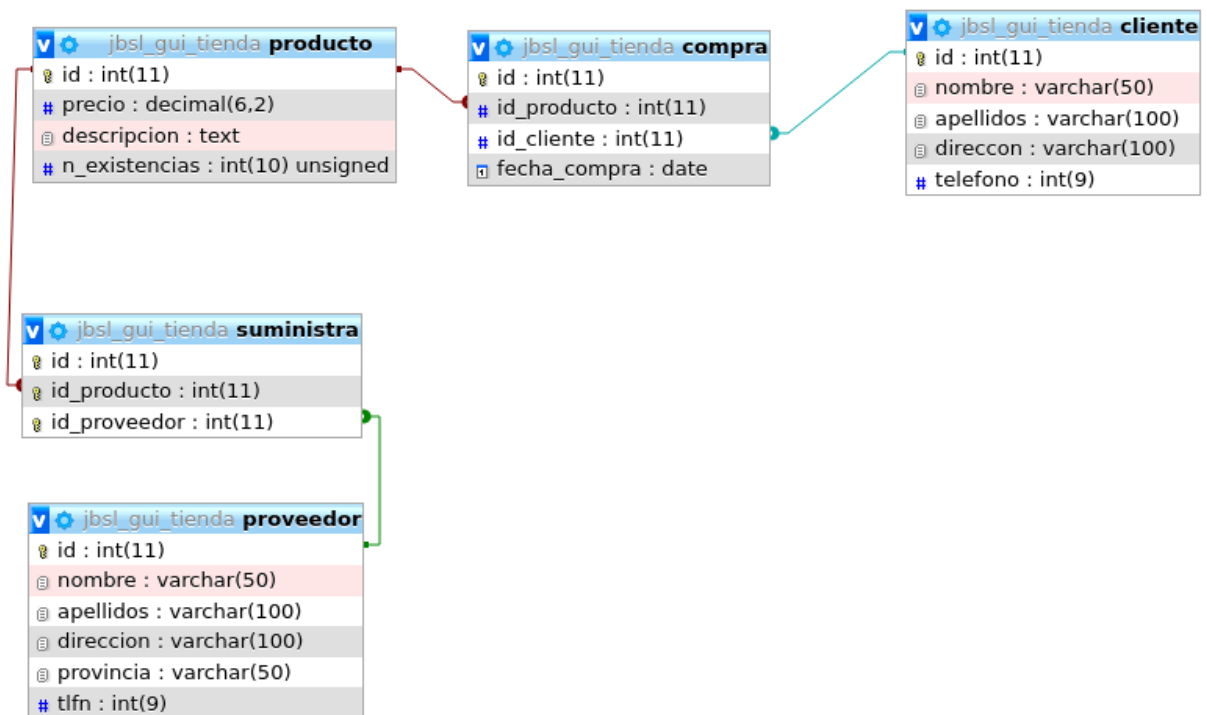 jbsl_gui_tienda producto
id : int(11)
precio : decimal(6,2)
descripcion : text
n_existencias : int(10) unsigned
jbsl_gui_tienda compra
id : int(11)
id_producto : int(11)
id_cliente : int(11)
fecha_compra : date
jbsl_gui_tienda cliente
id : int(11)
nombre : varchar(50)
apellidos : varchar(100)
direccon : varchar(100)
telefono : int(9)
jbsl_gui_tienda suministra
id : int(11)
id_producto : int(11)
id_proveedor : int(11)
jbsl_gui_tienda proveedor
id : int(11)
nombre : varchar(50)
apellidos : varchar(100)
direccion : varchar(100)
provincia : varchar(50)
tlfn : int(9)